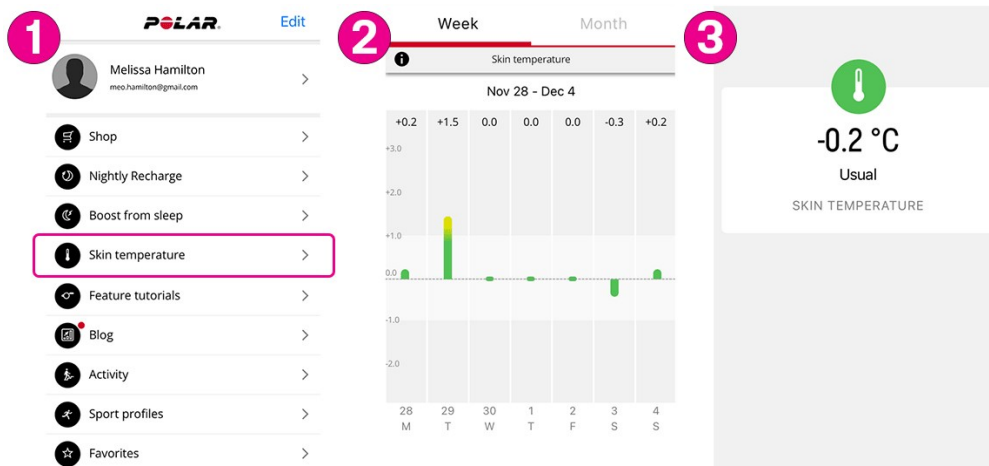 1
POLAR
Edit
Melissa Hamilton
meo.hamilton@gmail.com
Shop
Nightly Recharge
Boost from sleep
Skin temperature
Feature tutorials
Blog
Activity
Sport profiles
Favorites
2
Week Month
Skin temperature
Nov 28 - Dec 4
+0.2 +1.5 0.0 0.0 0.0 -0.3 +0.2
+3.0
+2.0
+1.0
0.0
-1.0
-2.0
28 29 30 1 2 3 4
M T W T F S S
3
-0.2 °C
Usual
SKIN TEMPERATURE